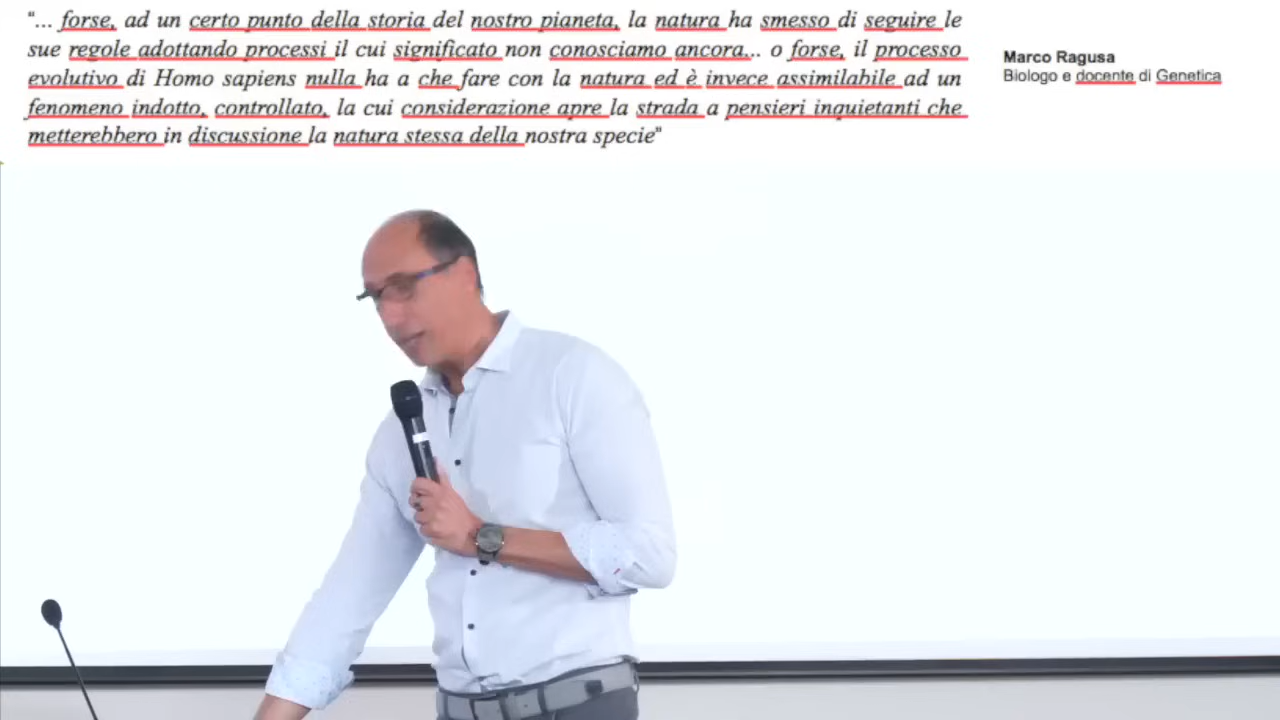 “... forse, ad un certo punto della storia del nostro pianeta, la natura ha smesso di seguire le
sue regole adottando processi il cui significato non conosciamo ancora... o forse, il processo
evolutivo di Homo sapiens nulla ha a che fare con la natura ed è invece assimilabile ad un
fenomeno indotto, controllato, la cui considerazione apre la strada a pensieri inquietanti che
metterebbero in discussione la natura stessa della nostra specie”
Marco Ragusa
Biologo e docente di Genetica